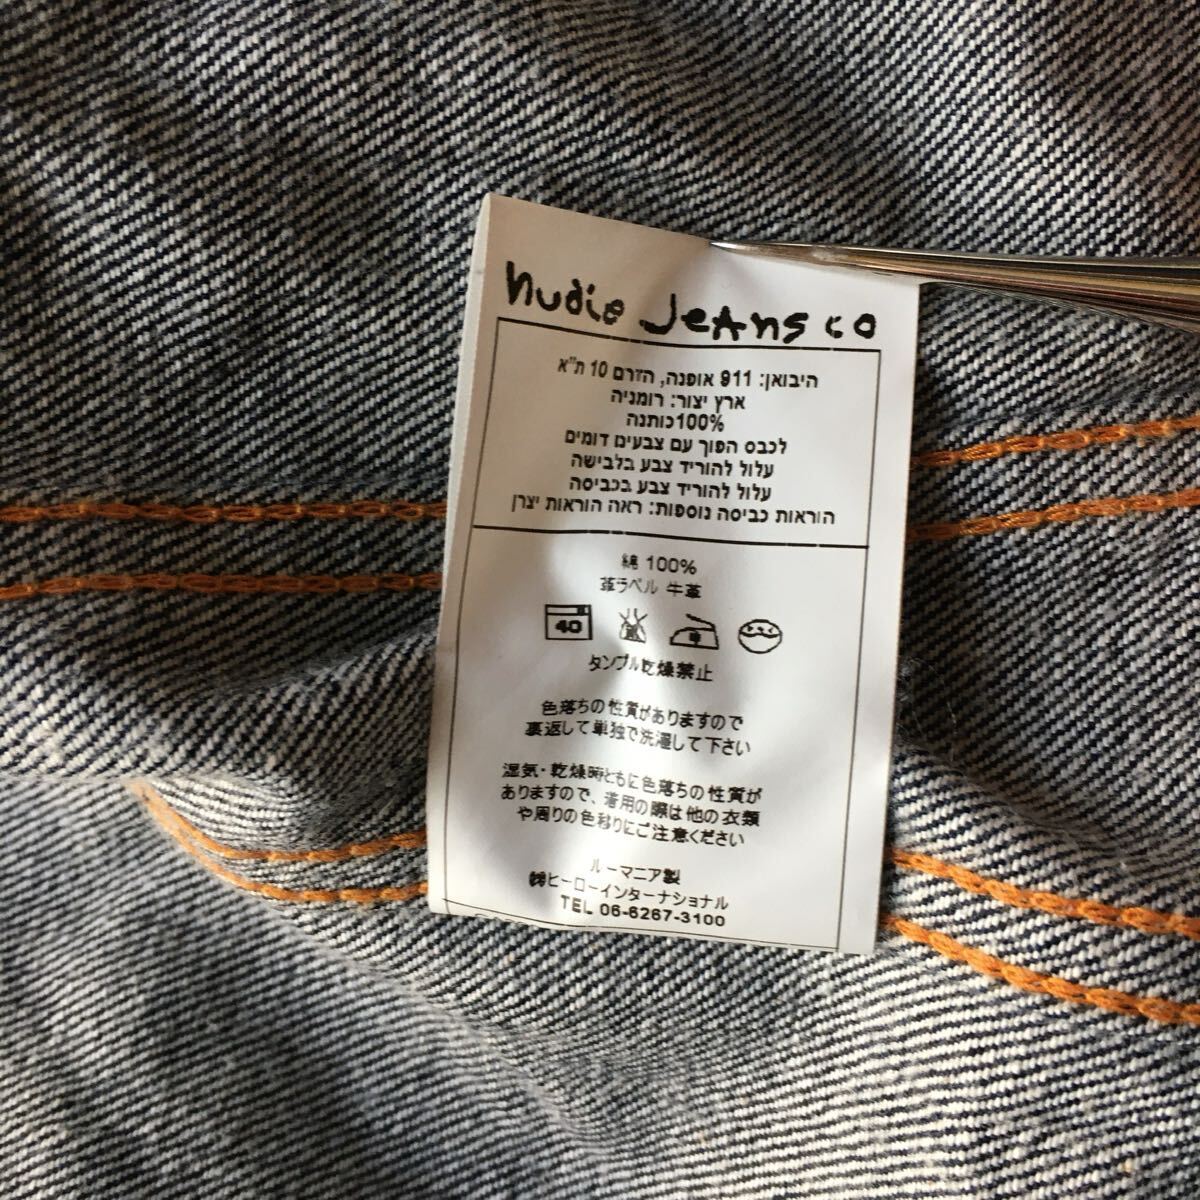 nudie Jeans co
היבואן: 911 אופנה, הזרם 10 ת"א
ארץ יצור: רומניה
100%כותנה
לכבס הפוך עם צבעים דומים
עלול להוריד צבע בלבישה
עלול להוריד צבע בכביסה
הוראות כביסה נוספות: ראה הוראות יצרן
綿 100%
革ラベル 牛革
40
タンブル乾燥禁止
色落ちの性質がありますので
裏返して単独で洗濯して下さい
湿気・乾燥時ともに色落ちの性質が
ありますので、着用の際は他の衣類
や周りの色移りにご注意ください
ルーマニア製
㈱ヒーローインターナショナル
TEL 06-6267-3100